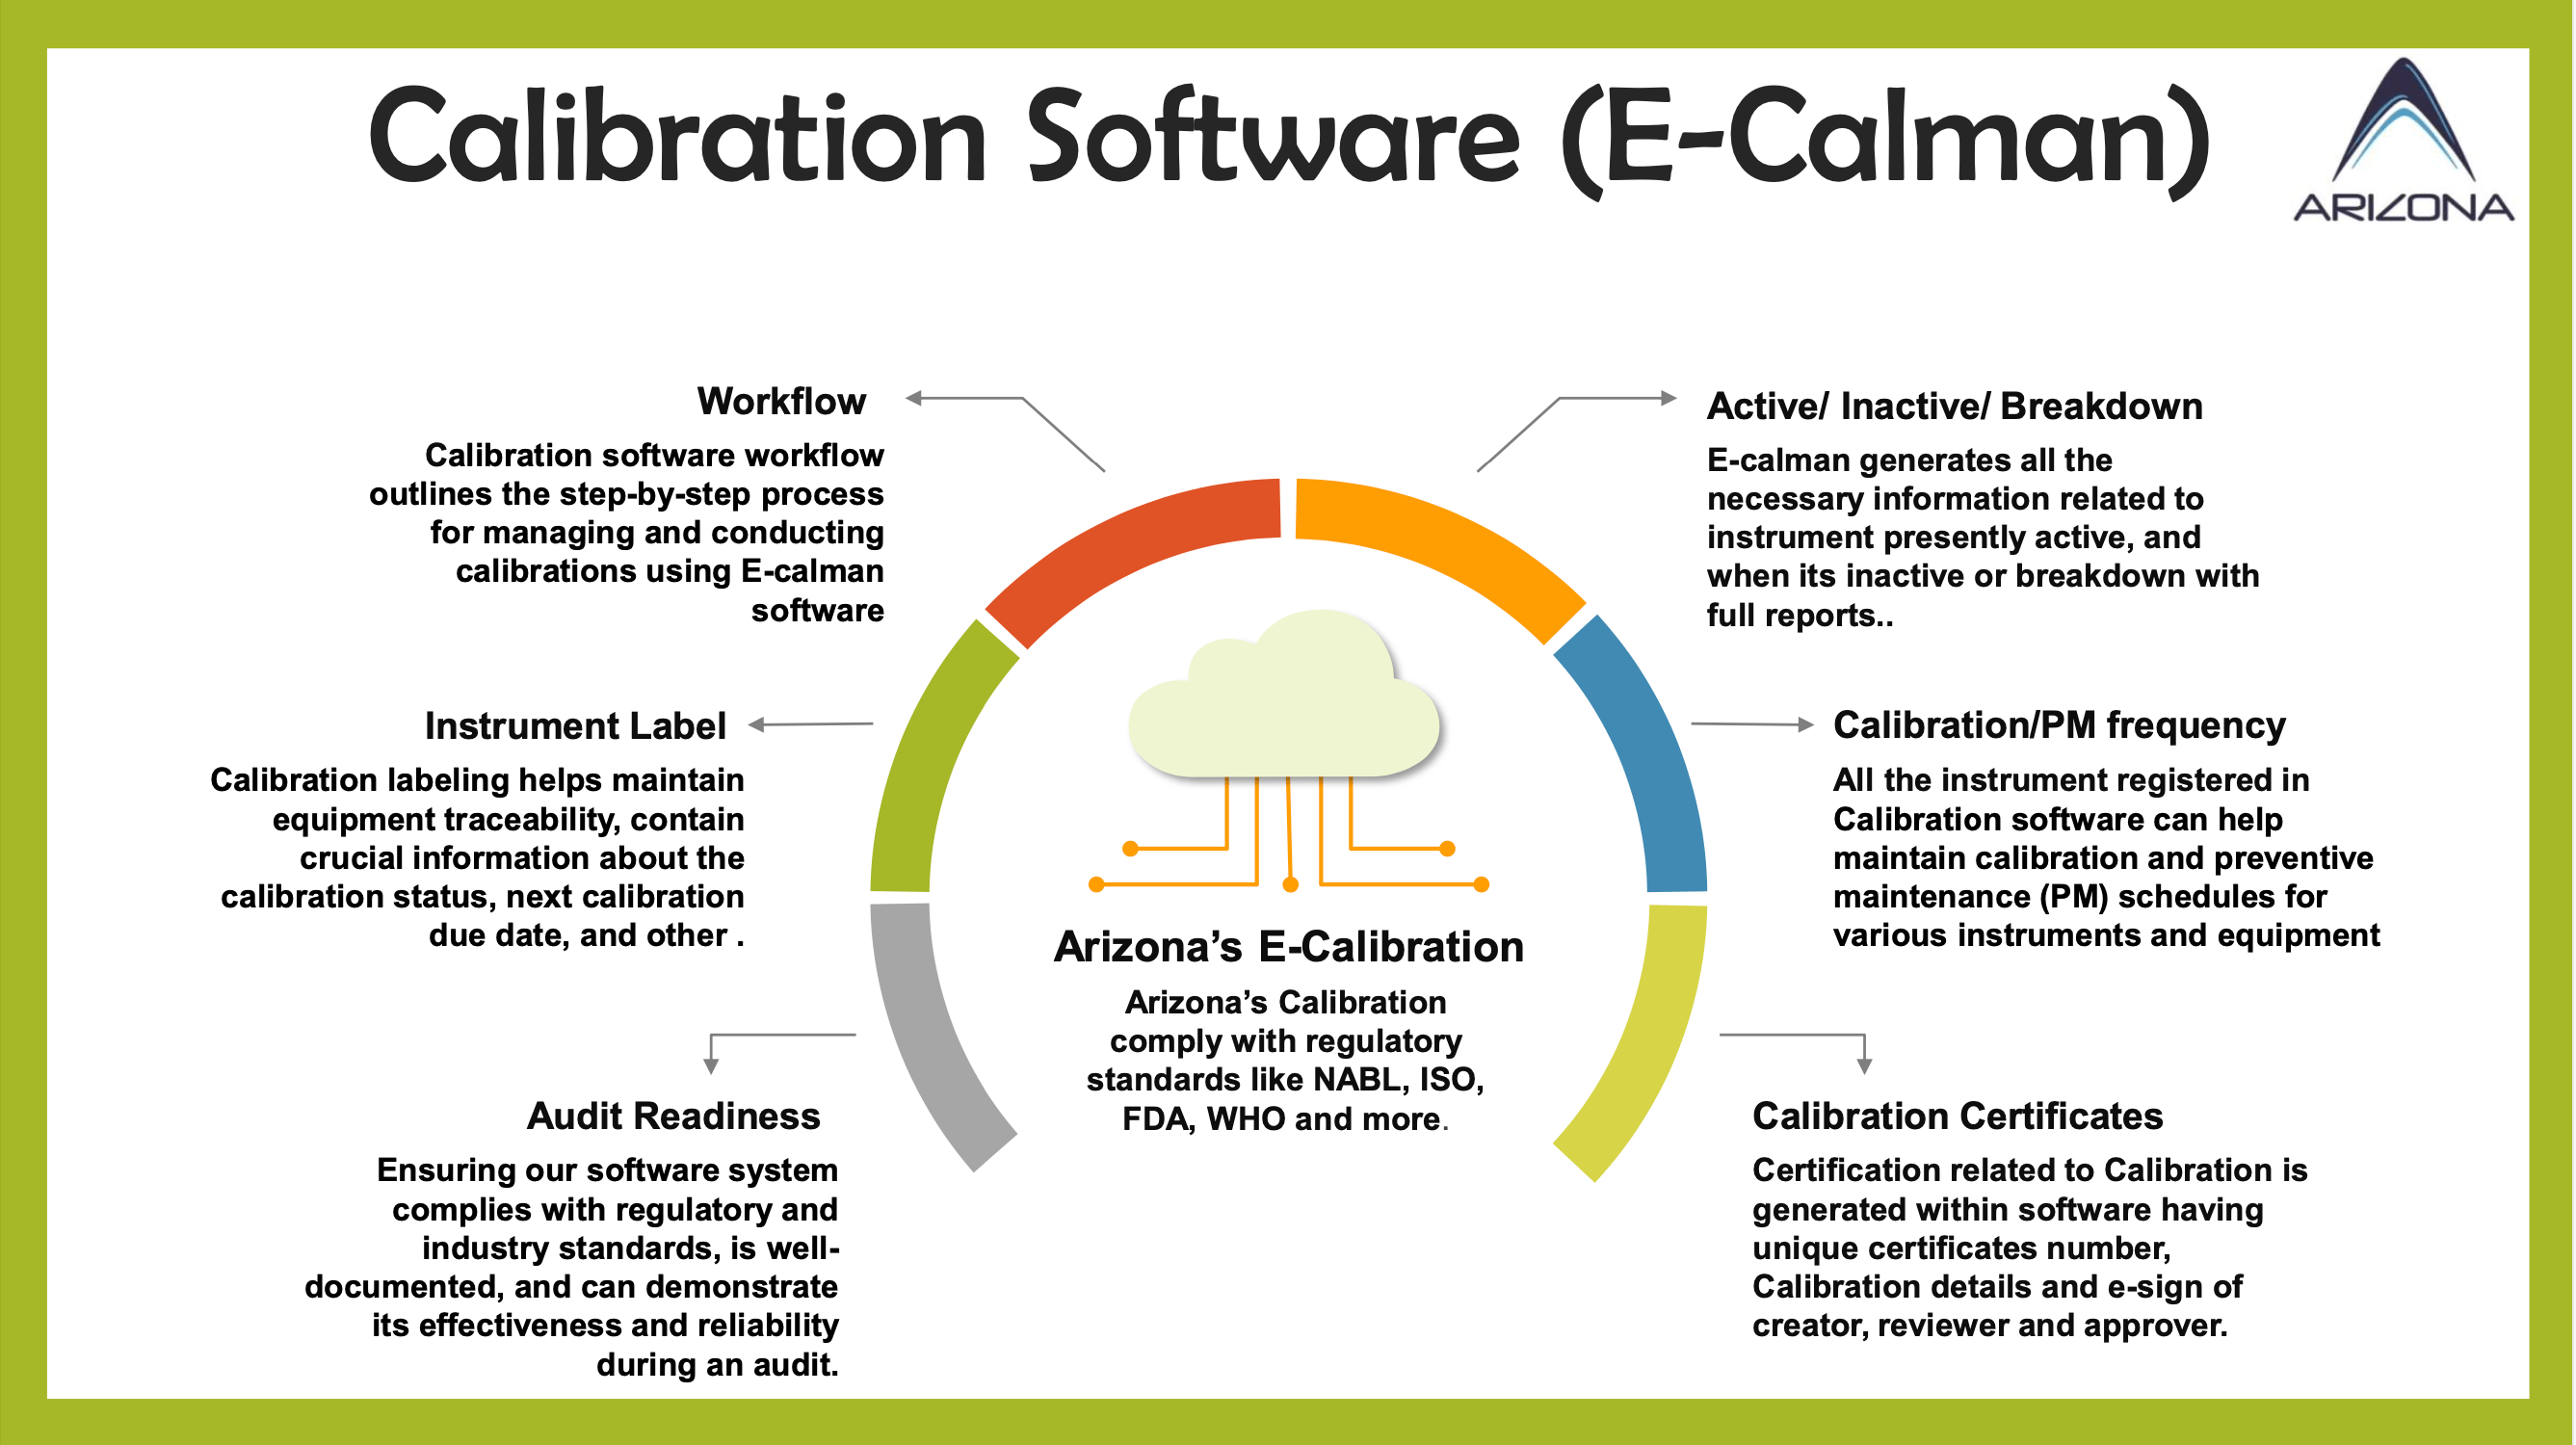 Calibration Software (E-Calman)
ARIZONA
Workflow
Calibration software workflow
outlines the step-by-step process
for managing and conducting
calibrations using E-calman
software
Active/ Inactive/ Breakdown
E-calman generates all the
necessary information related to
instrument presently active, and
when its inactive or breakdown with
full reports..
Instrument Label
Calibration labeling helps maintain
equipment traceability, contain
crucial information about the
calibration status, next calibration
due date, and other .
Calibration/PM frequency
All the instrument registered in
Calibration software can help
maintain calibration and preventive
maintenance (PM) schedules for
various instruments and equipment
Arizona’s E-Calibration
Arizona’s Calibration
comply with regulatory
standards like NABL, ISO,
FDA, WHO and more.
Audit Readiness
Ensuring our software system
complies with regulatory and
industry standards, is well-
documented, and can demonstrate
its effectiveness and reliability
during an audit.
Calibration Certificates
Certification related to Calibration is
generated within software having
unique certificates number,
Calibration details and e-sign of
creator, reviewer and approver.